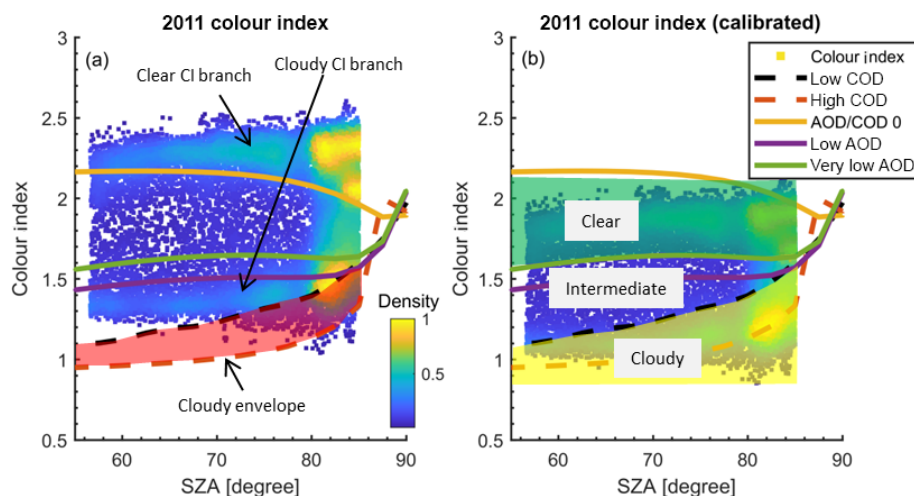 2011 colour index
2011 colour index (calibrated)
(a)
Clear CI branch
Cloudy CI branch
Colour index
3
2.5
2
1.5
1
0.5
Density
1
0.5
Cloudy envelope
60
70
80
90
SZA [degree]
(b)
Colour index
Low COD
High COD
AOD/COD 0
Low AOD
Very low AOD
Colour index
3
2.5
2
1.5
1
0.5
Clear
Intermediate
Cloudy
60
70
80
90
SZA [degree]